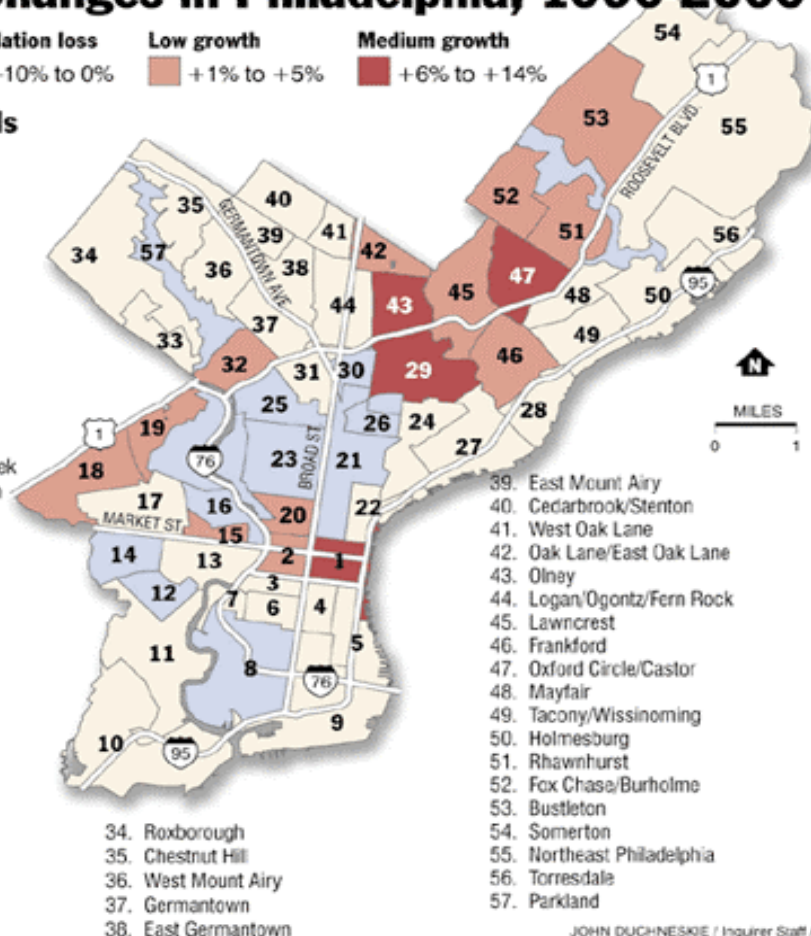 Changes in Philadelphia, 1990-2000
lation loss
Low growth
Medium growth
-10% to 0%
+1% to +5%
+6% to +14%
ls
54
1
53
ROOSEVELT BLVD.
55
52
35
GERMANTOWN AVE
40
39
41
42
51
56
34
57
36
38
47
95
43
45
48
50
44
37
33
49
32
31
30
29
46
25
28
26
24
N
MILES
0
1
1
19
27
76
23
BROAD ST.
21
18
ek
17
16
20
22
MARKET ST.
15
14
13
2
1
3
12
7
6
4
5
11
8
76
9
10
95
39. East Mount Airy
40. Cedarbrook/Stenton
41. West Oak Lane
42. Oak Lane/East Oak Lane
43. Olney
44. Logan/Ogontz/Fern Rock
45. Lawncrest
46. Frankford
47. Oxford Circle/Castor
48. Mayfair
49. Tacony/Wissinoming
50. Holmesburg
51. Rhawnhurst
52. Fox Chase/Burholme
53. Bustleton
54. Somerton
55. Northeast Philadelphia
56. Torresdale
57. Parkland
34. Roxborough
35. Chestnut Hill
36. West Mount Airy
37. Germantown
38. East Germantown
JOHN DUCHNESKIE / Inquirer Staff